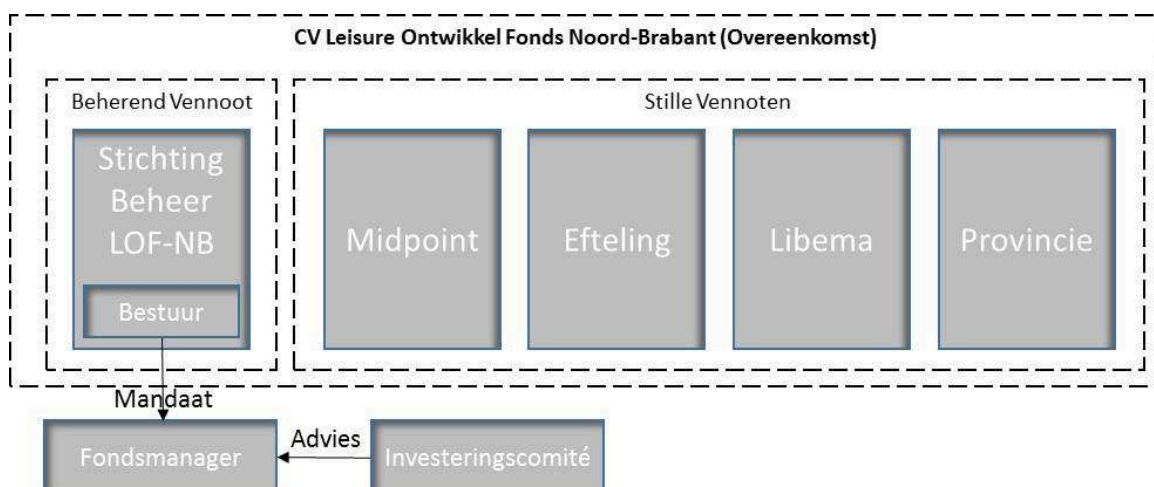 CV Leisure Ontwikkel Fonds Noord-Brabant (Overeenkomst)
Beherend Vennoot
Stichting
Beheer
LOF-NB
Bestuur
Stille Vennoten
Midpoint
Efteling
Libema
Provincie
Mandaat
Fondsmanager
Advies
Investeringscomité